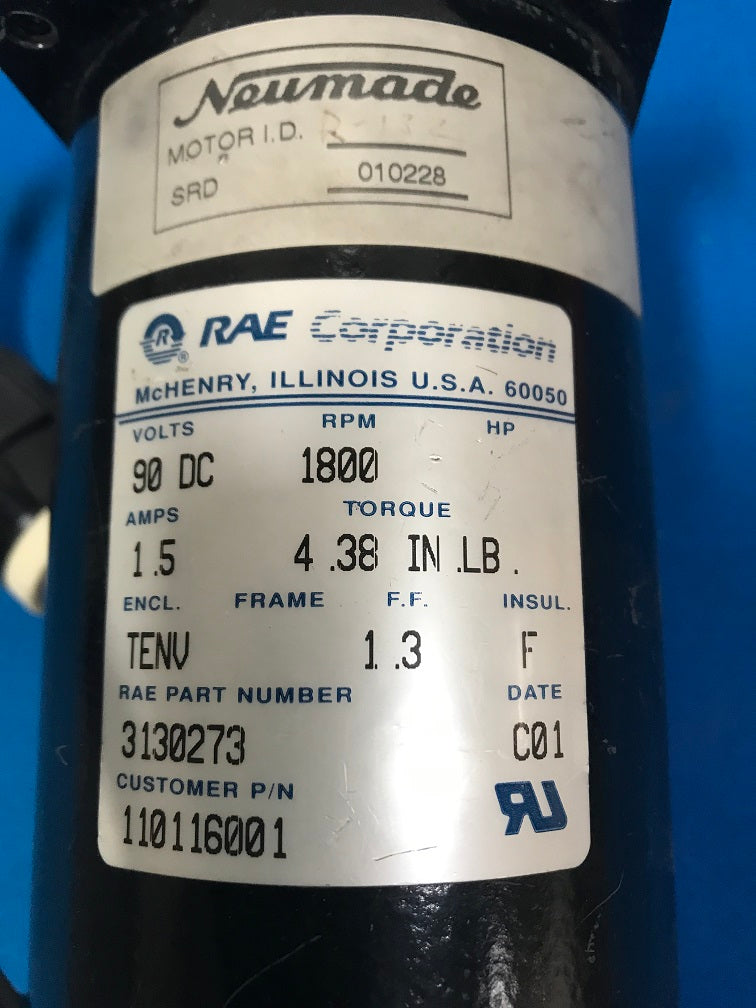 Neumade
MOTOR I.D.
SRD 010228
R
RAE Corporation
McHENRY, ILLINOIS U.S.A. 60050
VOLTS RPM HP
90 DC 1800
AMPS TORQUE
1.5 4.38 IN.LB.
ENCL. FRAME F.F. INSUL.
TENV 1.3 F
RAE PART NUMBER DATE
3130273 C01
CUSTOMER P/N
110116001